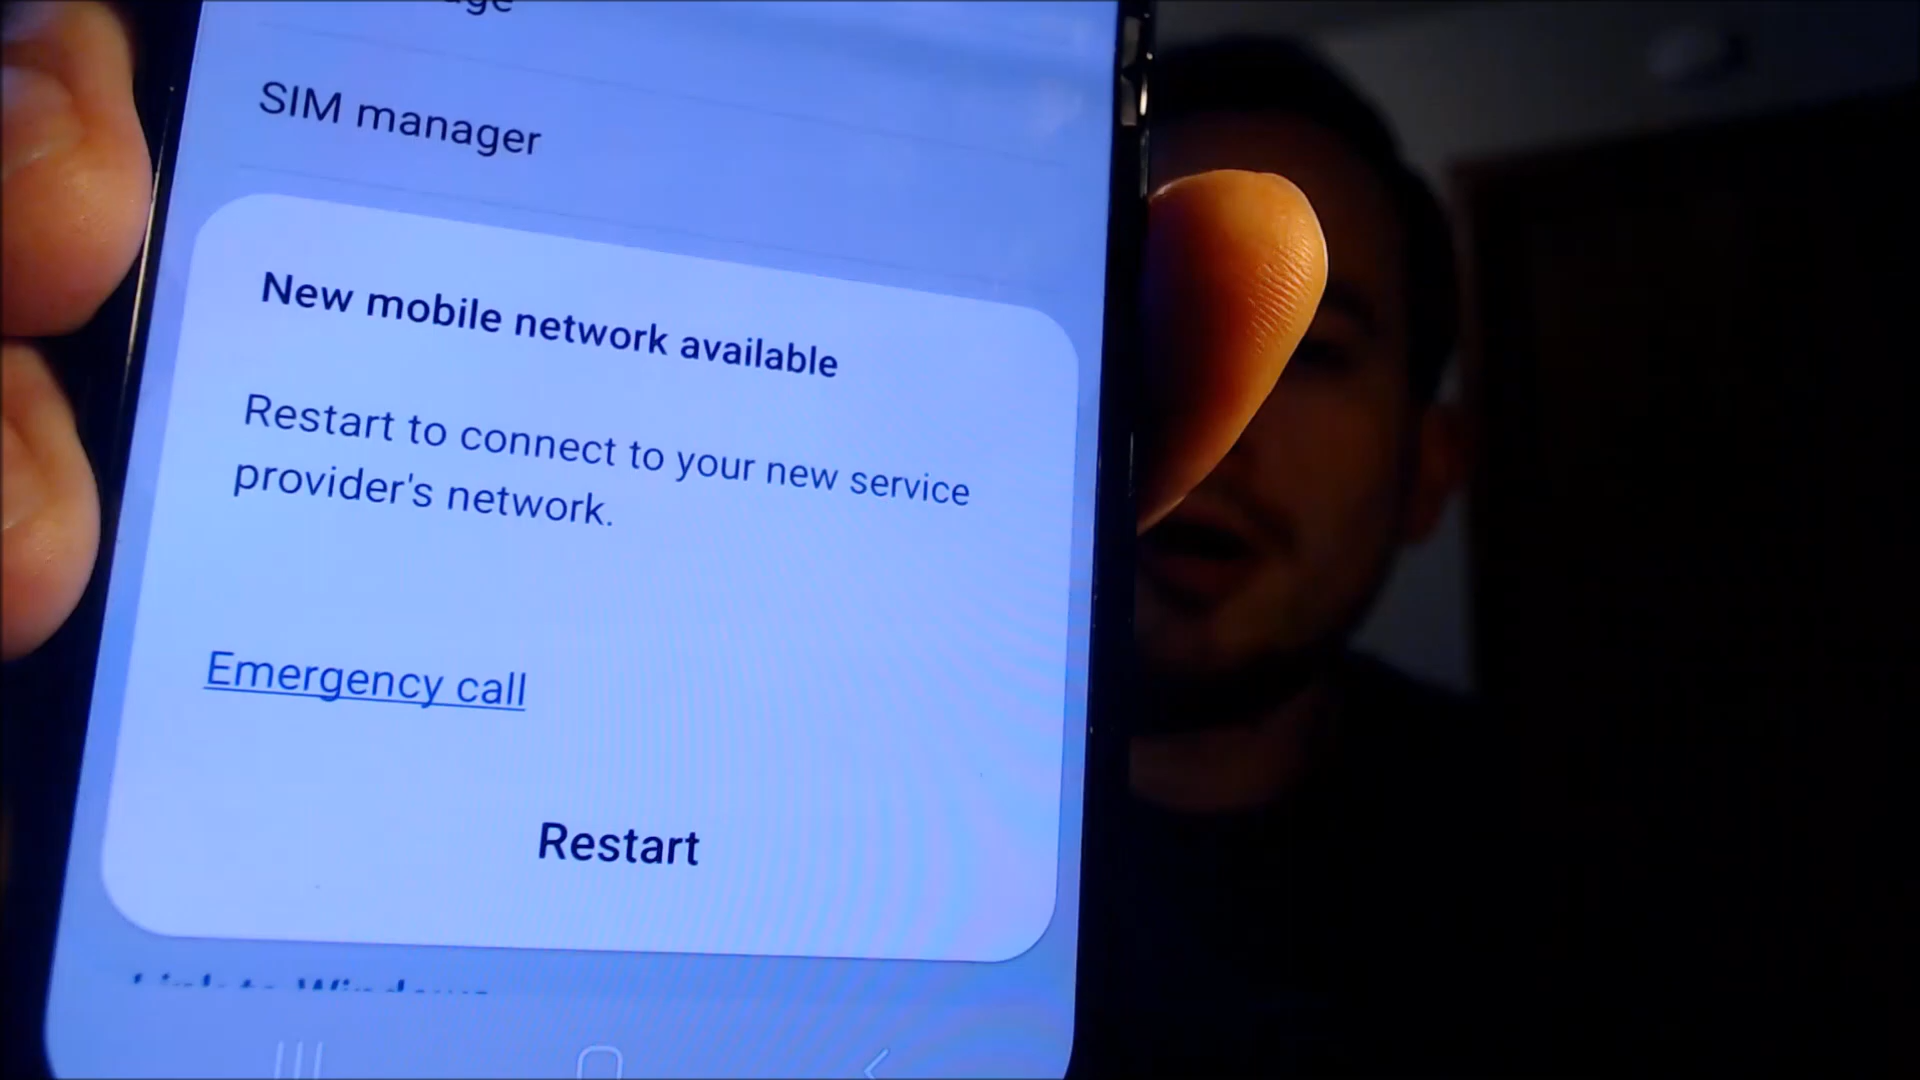 SIM manager
New mobile network available
Restart to connect to your new service
provider's network.
Emergency call
Restart